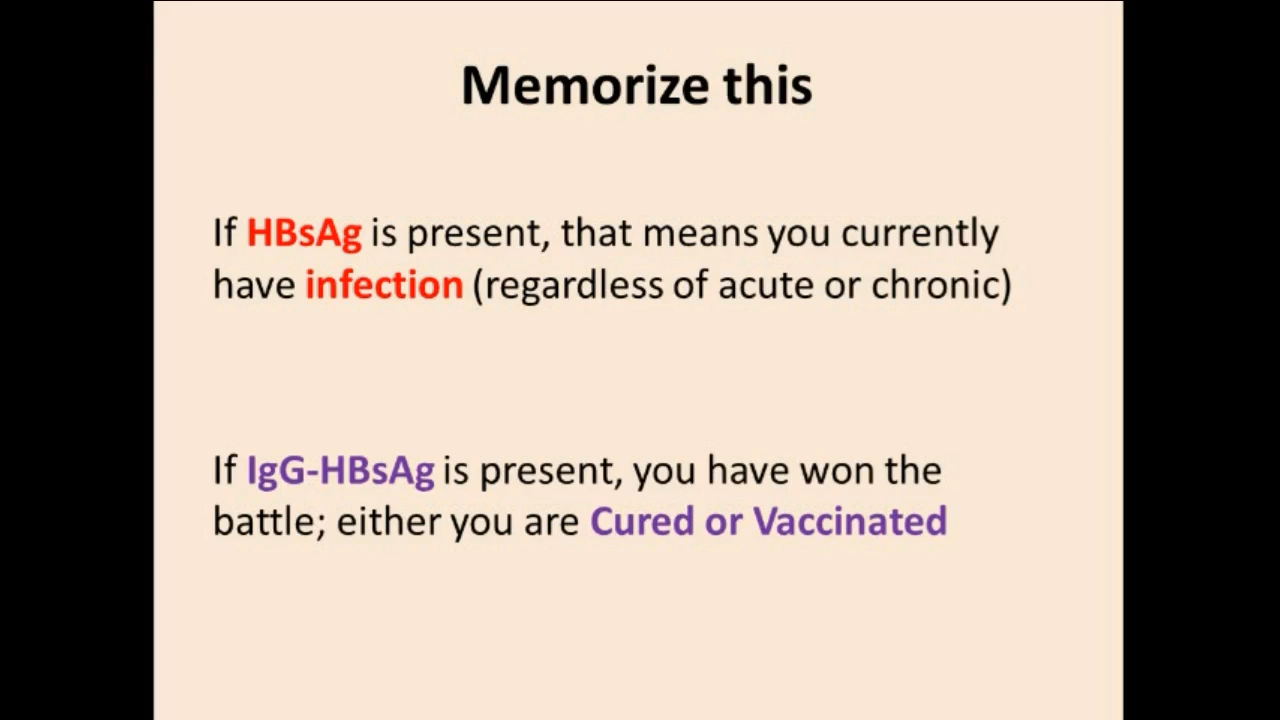 Memorize this
If HBsAg is present, that means you currently
have infection (regardless of acute or chronic)
If IgG-HBsAg is present, you have won the
battle; either you are Cured or Vaccinated